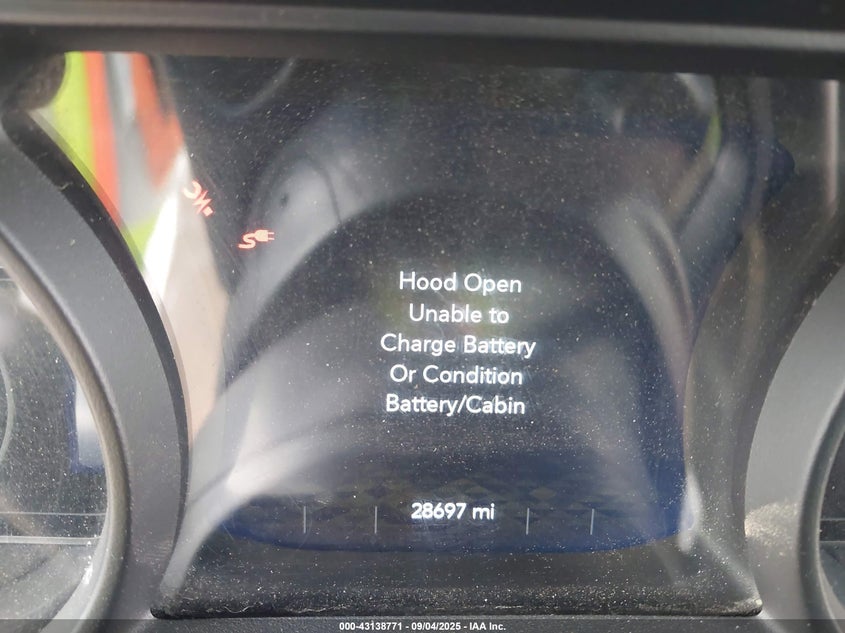 Hood Open
Unable to
Charge Battery
Or Condition
Battery/Cabin
28697 mi
000-43138771 - 09/04/2025 - IAA Inc.